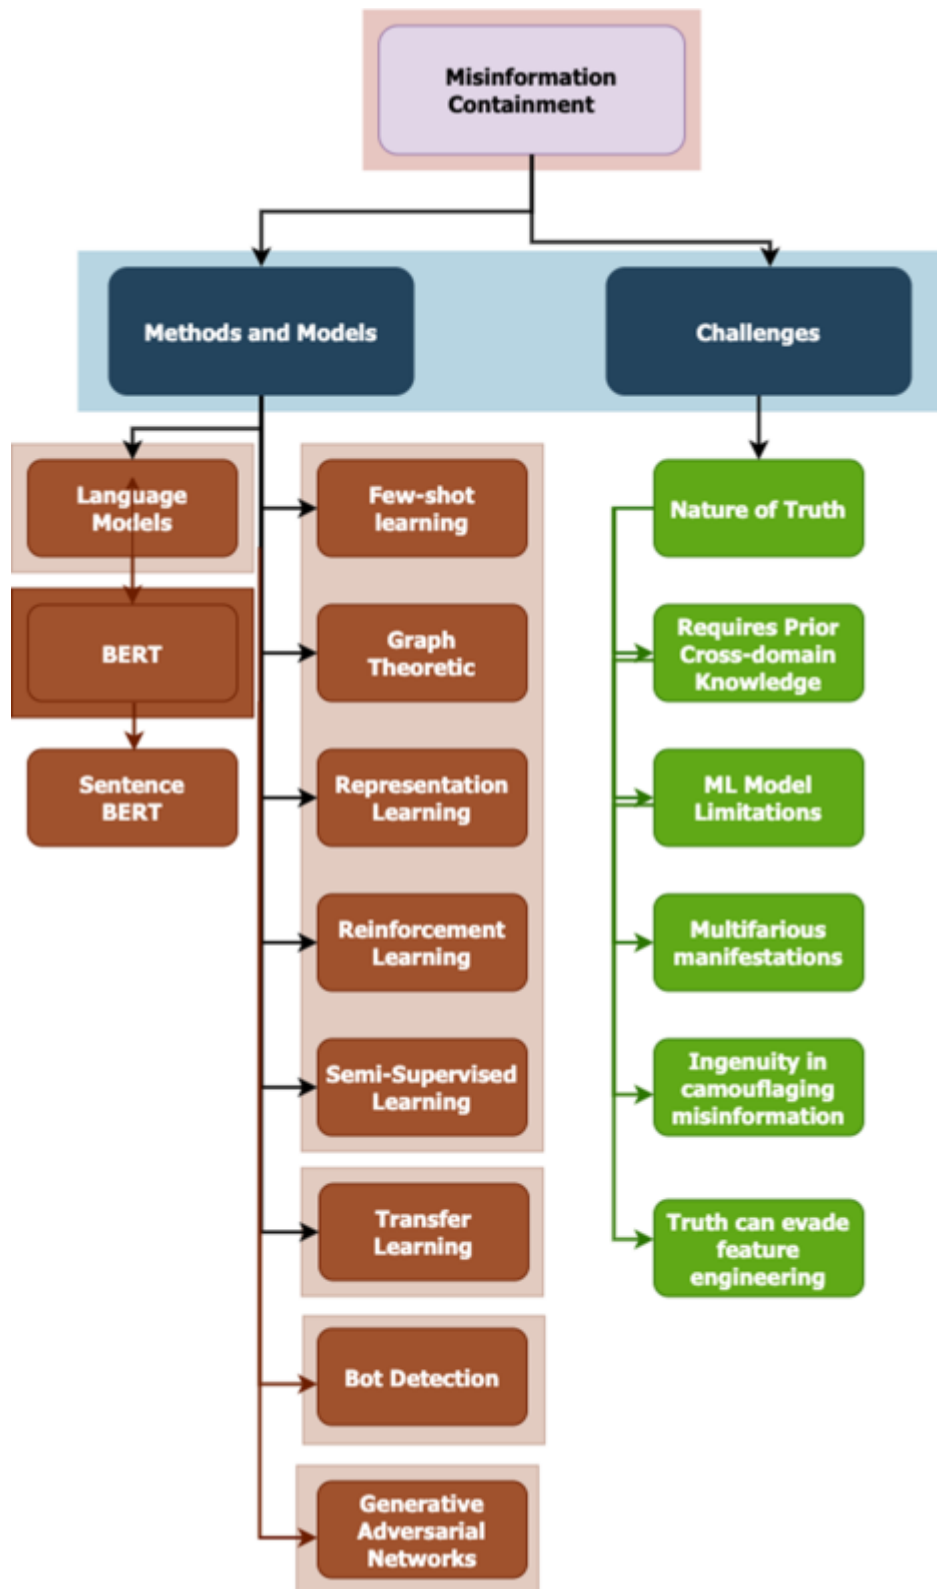 Misinformation
Containment
Methods and Models
Challenges
Language
Models
BERT
Sentence
BERT
Few-shot
learning
Graph
Theoretic
Representation
Learning
Reinforcement
Learning
Semi-Supervised
Learning
Transfer
Learning
Bot Detection
Generative
Adversarial
Networks
Nature of Truth
Requires Prior
Cross-domain
Knowledge
ML Model
Limitations
Multifarious
manifestations
Ingenuity in
camouflaging
misinformation
Truth can evade
feature
engineering